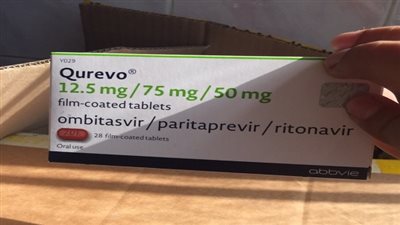 Y029
Qurevo®
12.5 mg / 75 mg / 50 mg
film-coated tablets
ombitasvir / paritaprevir / ritonavir
28 film-coated tablets
Oral use
abbvie